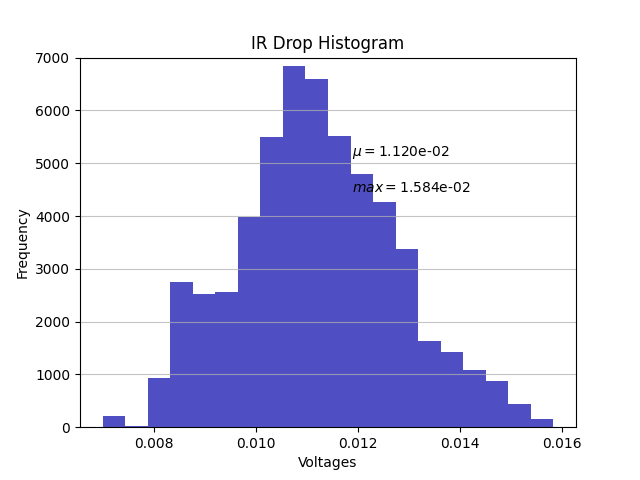 IR Drop Histogram
7000
6000
5000
4000
3000
2000
1000
0
Frequency
μ = 1.120e-02
max = 1.584e-02
0.008 0.010 0.012 0.014 0.016
Voltages